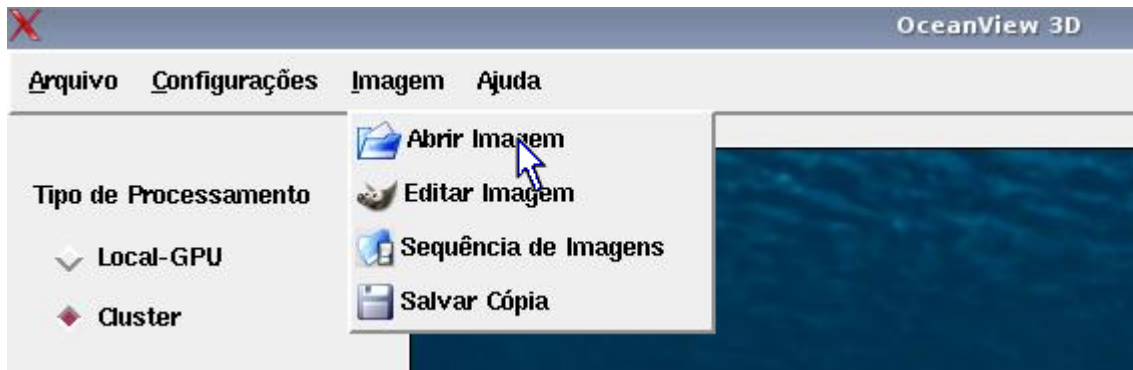 OceanView 3D
Arquivo Configurações Imagem Ajuda
Abrir Imagem
Tipo de Processamento
Editar Imagem
Local-GPU
Sequência de Imagens
Cluster
Salvar Cópia